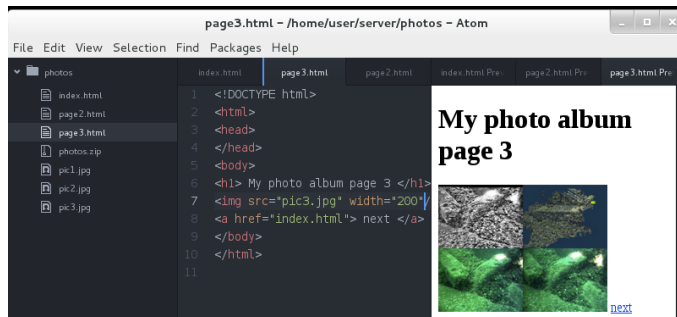 page3.html – /home/user/server/photos – Atom
File Edit View Selection Find Packages Help
photos
index.html
page2.html
page3.html
photos.zip
pic1.jpg
pic2.jpg
pic3.jpg
index.html page3.html page2.html index.html Pre page2.html Pre page3.html Pre
1 <!DOCTYPE html>
2 <html>
3 <head>
4 </head>
5 <body>
6 <h1> My photo album page 3 </h1>
7 <img src="pic3.jpg" width="200"/
8 <a href="index.html"> next </a>
9 </body>
10 </html>
11
My photo album
page 3
next